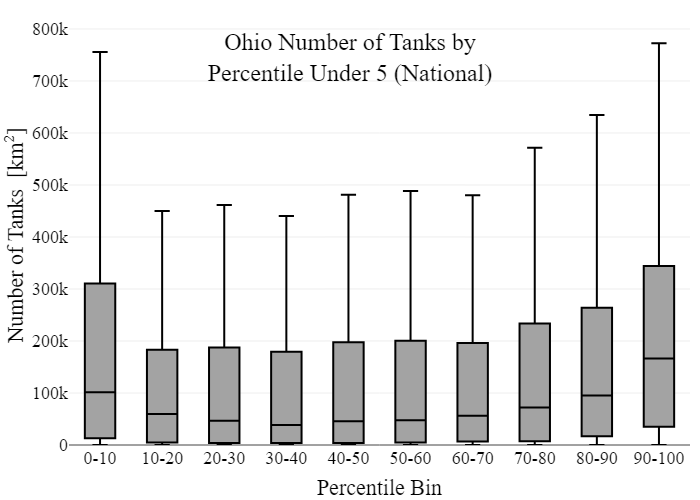 Ohio Number of Tanks by
Percentile Under 5 (National)
Number of Tanks [km²]
800k
700k
600k
500k
400k
300k
200k
100k
0
0-10 10-20 20-30 30-40 40-50 50-60 60-70 70-80 80-90 90-100
Percentile Bin